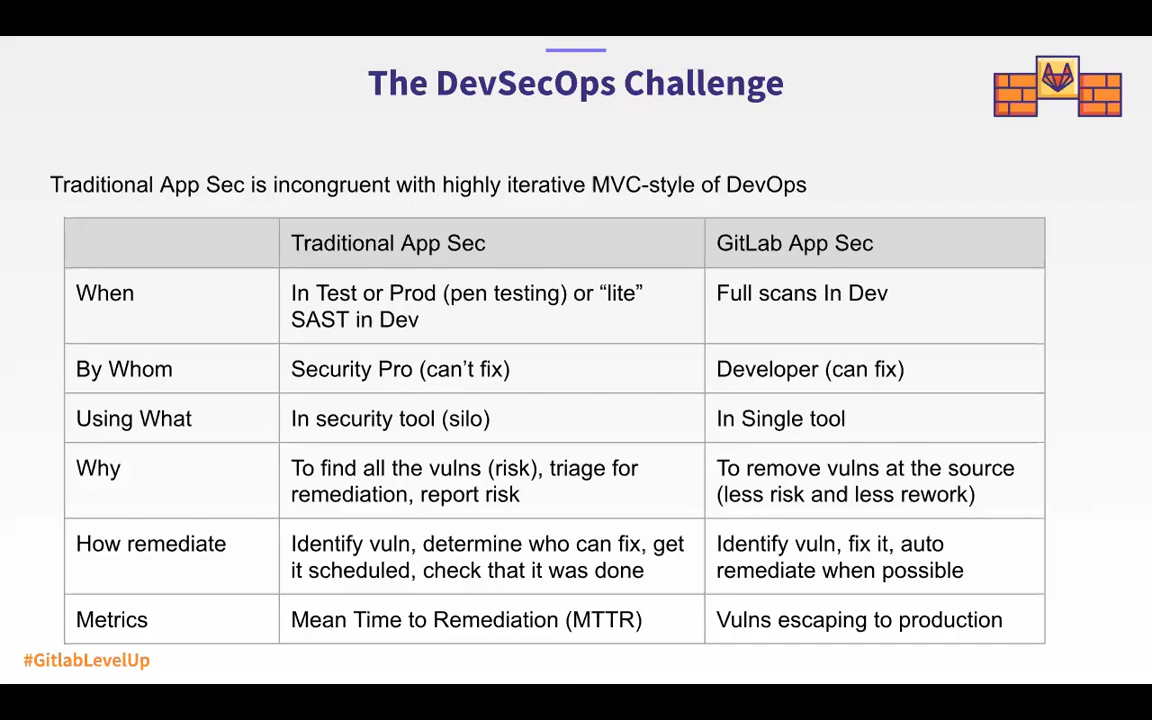 The DevSecOps Challenge
Traditional App Sec is incongruent with highly iterative MVC-style of DevOps
Traditional App Sec
GitLab App Sec
When
In Test or Prod (pen testing) or “lite”
SAST in Dev
Full scans In Dev
By Whom
Security Pro (can’t fix)
Developer (can fix)
Using What
In security tool (silo)
In Single tool
Why
To find all the vulns (risk), triage for
remediation, report risk
To remove vulns at the source
(less risk and less rework)
How remediate
Identify vuln, determine who can fix, get
it scheduled, check that it was done
Identify vuln, fix it, auto
remediate when possible
Metrics
Mean Time to Remediation (MTTR)
Vulns escaping to production
#GitlabLevelUp